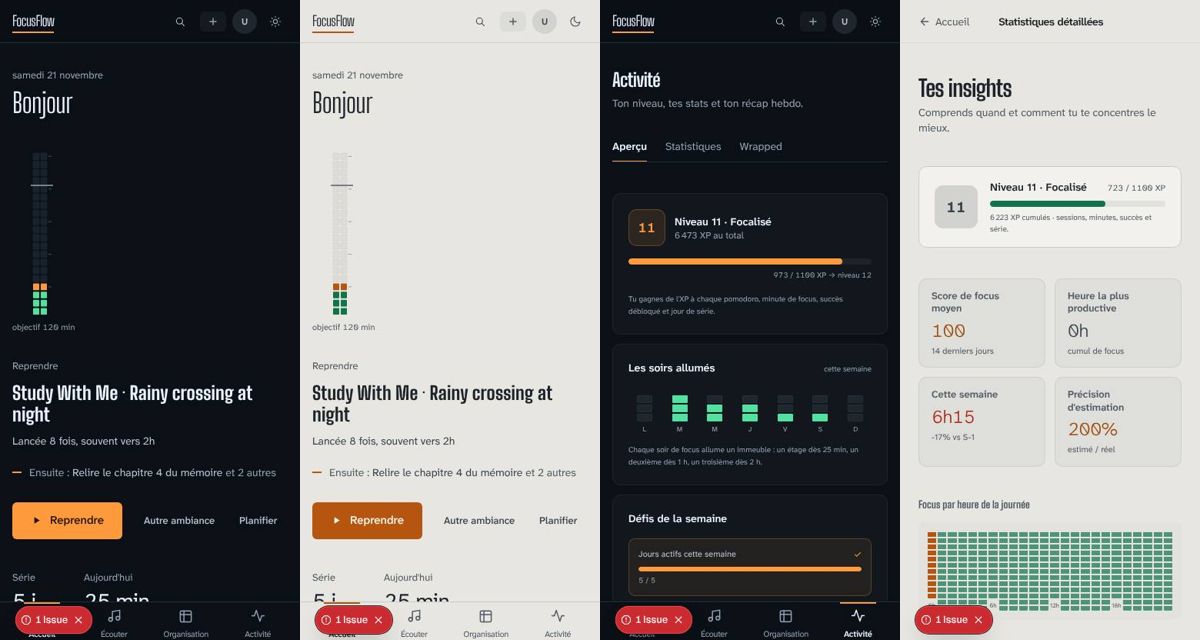 FocusFlow
U
samedi 21 novembre
Bonjour
objectif 120 min
Reprendre
Study With Me · Rainy crossing at
night
Lancée 8 fois, souvent vers 2h
Ensuite : Relire le chapitre 4 du mémoire et 2 autres
Reprendre
Autre ambiance
Planifier
Série
Aujourd'hui
5 j
25 min
1 Issue
Écouter
Organisation
Activité
FocusFlow
U
samedi 21 novembre
Bonjour
objectif 120 min
Reprendre
Study With Me · Rainy crossing at
night
Lancée 8 fois, souvent vers 2h
Ensuite : Relire le chapitre 4 du mémoire et 2 autres
Reprendre
Autre ambiance
Planifier
Série
Aujourd'hui
5 j
25 min
1 Issue
Écouter
Organisation
Activité
FocusFlow
U
Activité
Ton niveau, tes stats et ton récap hebdo.
Aperçu
Statistiques
Wrapped
11
Niveau 11 · Focalisé
6 473 XP au total
973 / 1100 XP → niveau 12
Tu gagnes de l'XP à chaque pomodoro, minute de focus, succès
débloqué et jour de série.
Les soirs allumés
cette semaine
L M M J V S D
Chaque soir de focus allume un immeuble : un étage dès 25 min, un
deuxième dès 1 h, un troisième dès 2 h.
Défis de la semaine
Jours actifs cette semaine
5 / 5
1 Issue
Écouter
Organisation
Activité
Accueil
Statistiques détaillées
Tes insights
Comprends quand et comment tu te concentres le
mieux.
11
Niveau 11 · Focalisé
723 / 1100 XP
6 223 XP cumulés · sessions, minutes, succès et
série.
Score de focus
moyen
100
14 derniers jours
Heure la plus
productive
0h
cumul de focus
Cette semaine
6h15
-17% vs S-1
Précision
d'estimation
200%
estimé / réel
Focus par heure de la journée
6h
12h
18h
1 Issue